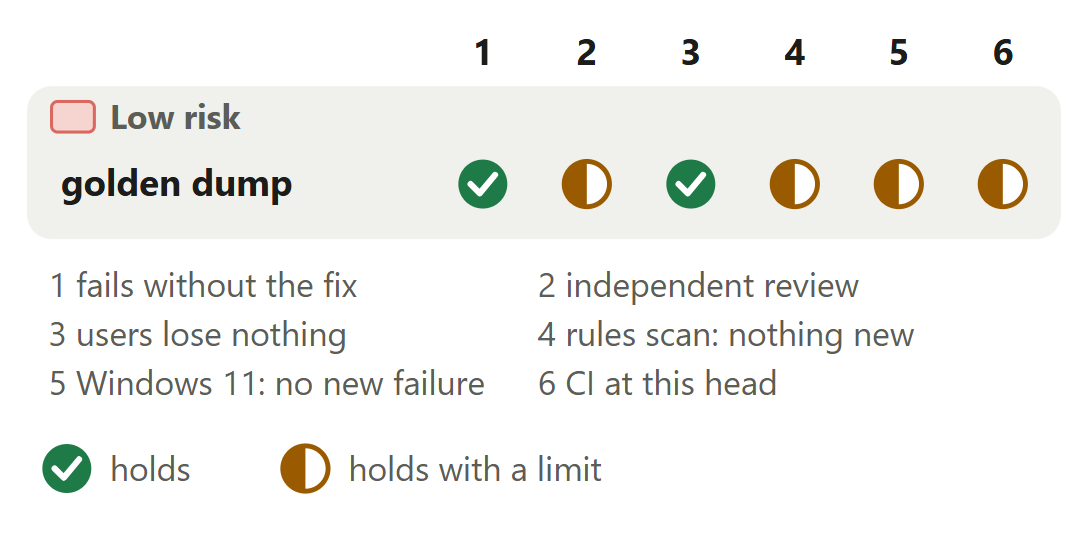 1 2 3 4 5 6
Low risk
golden dump
1 fails without the fix
2 independent review
3 users lose nothing
4 rules scan: nothing new
5 Windows 11: no new failure
6 CI at this head
holds
holds with a limit